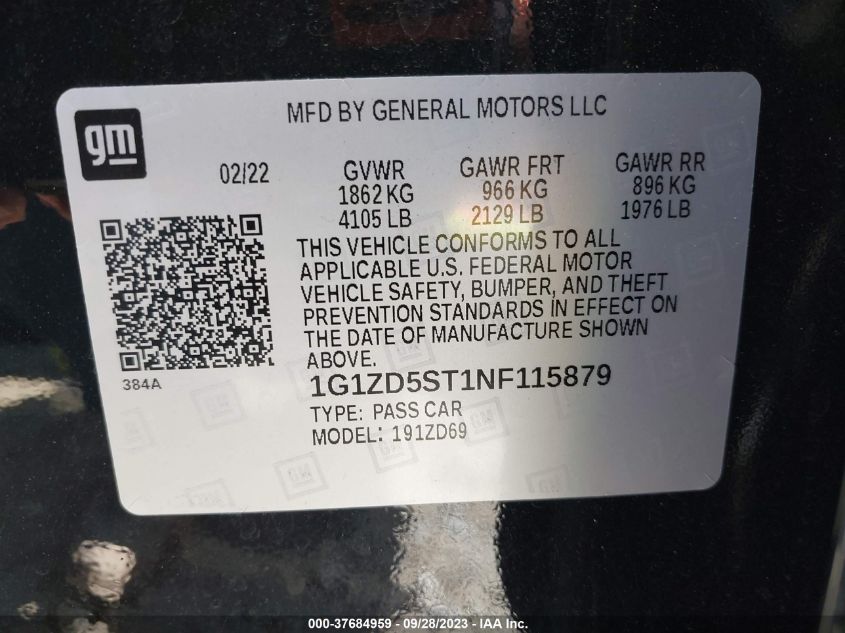 MFD BY GENERAL MOTORS LLC
gm
02/22 GVWR GAWR FRT GAWR RR
1862 KG 966 KG 896 KG
4105 LB 2129 LB 1976 LB
THIS VEHICLE CONFORMS TO ALL
APPLICABLE U.S. FEDERAL MOTOR
VEHICLE SAFETY, BUMPER, AND THEFT
PREVENTION STANDARDS IN EFFECT ON
THE DATE OF MANUFACTURE SHOWN
ABOVE.
384A
1G1ZD5ST1NF115879
TYPE: PASS CAR
MODEL: 191ZD69
000-37684959 - 09/28/2023 - IAA Inc.